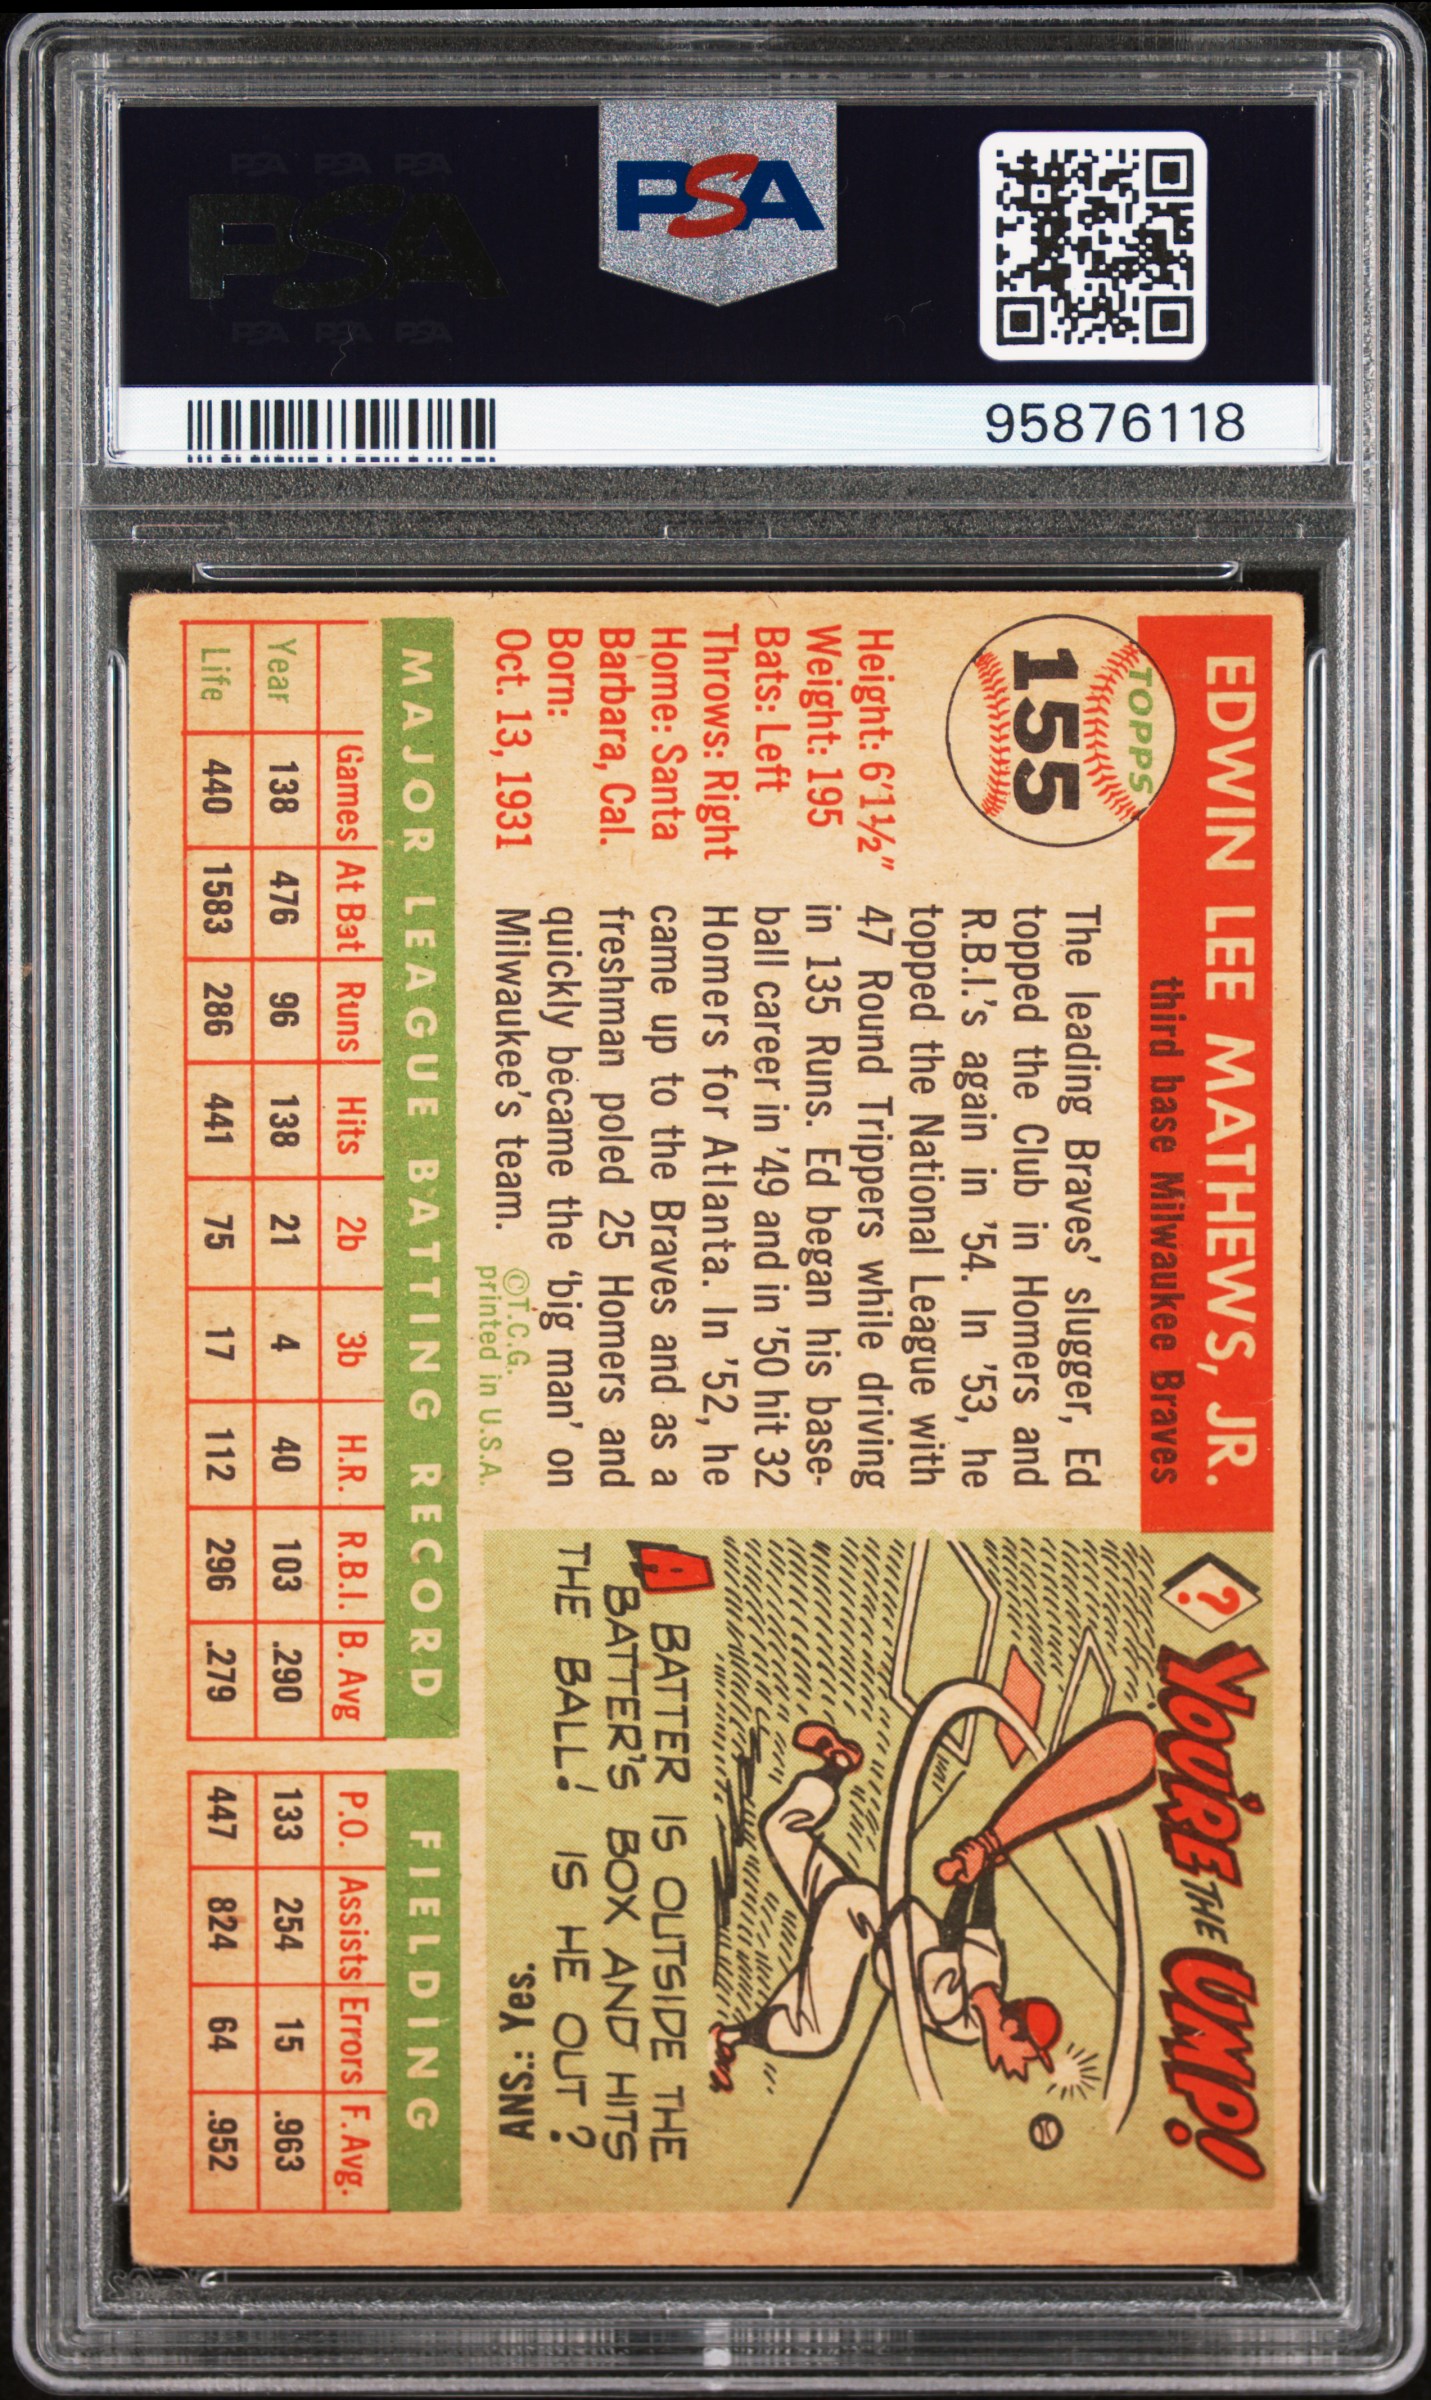 PSA PSA PSA
PSA
PSA PSA PSA
PSA
95876118
EDWIN LEE MATHEWS, JR.
third base Milwaukee Braves
TOPPS
155
Height: 6'1½"
Weight: 195
Bats: Left
Throws: Right
Home: Santa
Barbara, Cal.
Born:
Oct. 13, 1931
The leading Braves' slugger, Ed
topped the Club in Homers and
R.B.I.'s again in '54. In '53, he
topped the National League with
47 Round Trippers while driving
in 135 Runs. Ed began his base-
ball career in '49 and in '50 hit 32
Homers for Atlanta. In '52, he
came up to the Braves and as a
freshman poled 25 Homers and
quickly became the 'big man' on
Milwaukee's team.
©T.C.G.
printed in U.S.A.
? YOU'RE THE UMP!
A BATTER IS OUTSIDE THE
BATTER'S BOX AND HITS
THE BALL! IS HE OUT?
ANS.: Yes.
MAJOR LEAGUE BATTING RECORD
Games At Bat Runs Hits 2b 3b H.R. R.B.I. B. Avg
Year 138 476 96 138 21 4 40 103 .290
Life 440 1583 286 441 75 17 112 296 .279
FIELDING
P.O. Assists Errors F. Avg.
133 254 15 .963
447 824 64 .952